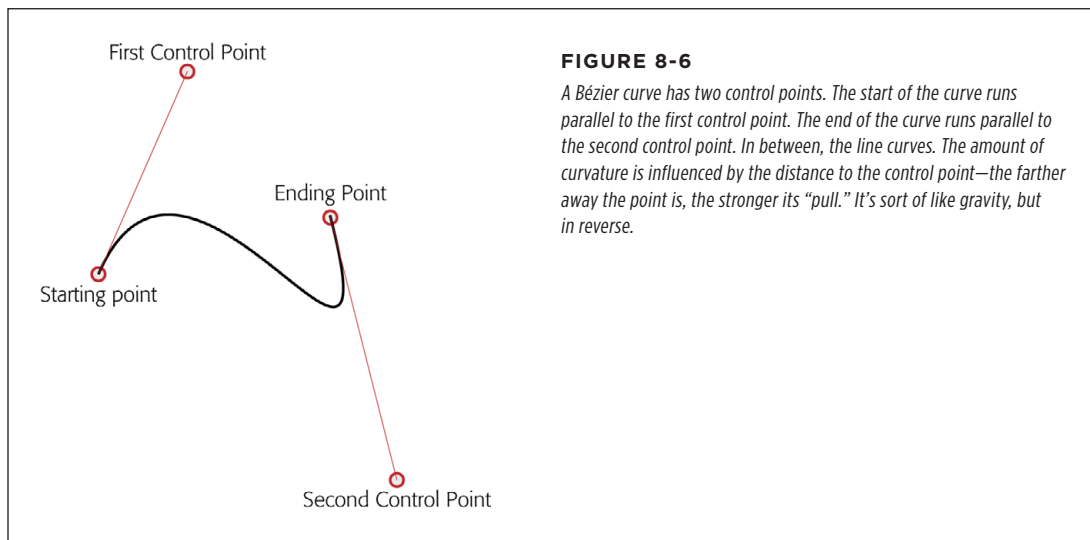 First Control Point
Ending Point
Starting point
Second Control Point
FIGURE 8-6
A Bézier curve has two control points. The start of the curve runs
parallel to the first control point. The end of the curve runs parallel to
the second control point. In between, the line curves. The amount of
curvature is influenced by the distance to the control point—the farther
away the point is, the stronger its “pull.” It’s sort of like gravity, but
in reverse.